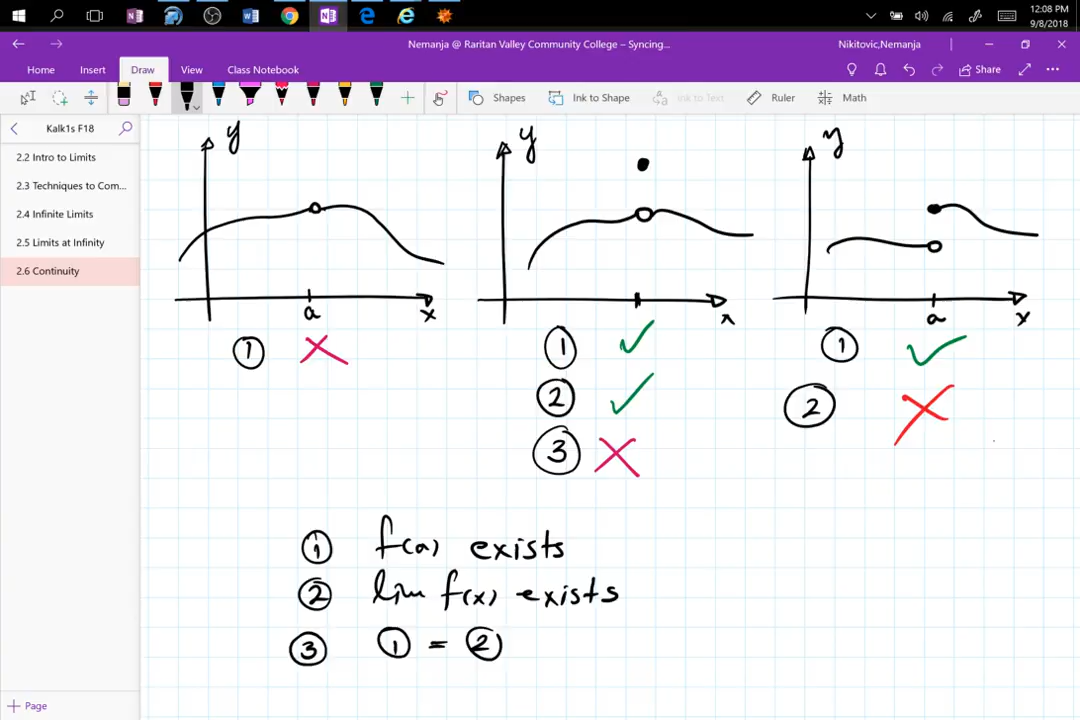 12:08 PM
9/8/2018
Nemanja @ Raritan Valley Community College – Syncing...
Nikitovic,Nemanja
Home Insert Draw View Class Notebook
Share
Shapes Ink to Shape Ink to Text Ruler Math
Kalk1s F18
2.2 Intro to Limits
2.3 Techniques to Com...
2.4 Infinite Limits
2.5 Limits at Infinity
2.6 Continuity
Page
y y y
a x x a x
① ① ①
② ②
③
① f(a) exists
② lim f(x) exists
③ ① = ②